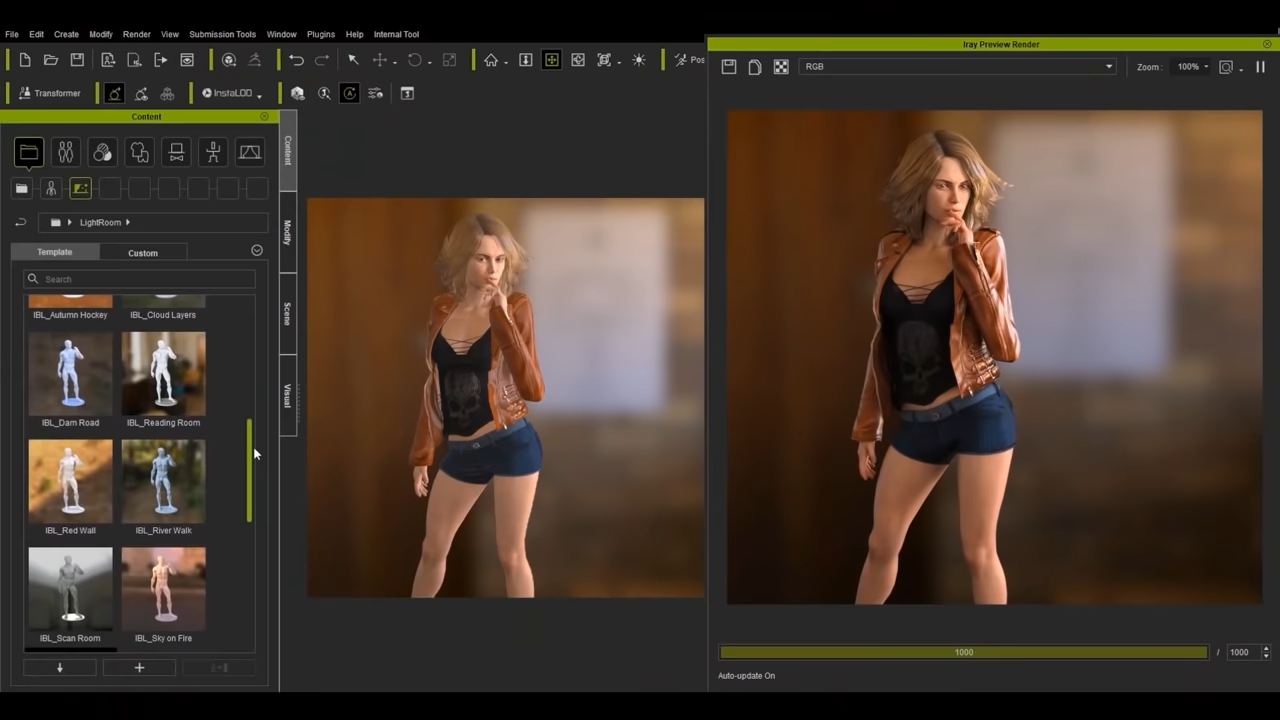 File Edit Create Modify Render View Submission Tools Window Plugins Help Internal Tool
Iray Preview Render
RGB
Zoom : 100%
Transformer
InstaLOD
Content
Content
Modify
Scene
Visual
LightRoom
Template Custom
Search
IBL_Autumn Hockey IBL_Cloud Layers
IBL_Dam Road IBL_Reading Room
IBL_Red Wall IBL_River Walk
IBL_Scan Room IBL_Sky on Fire
1000 / 1000
Auto-update On